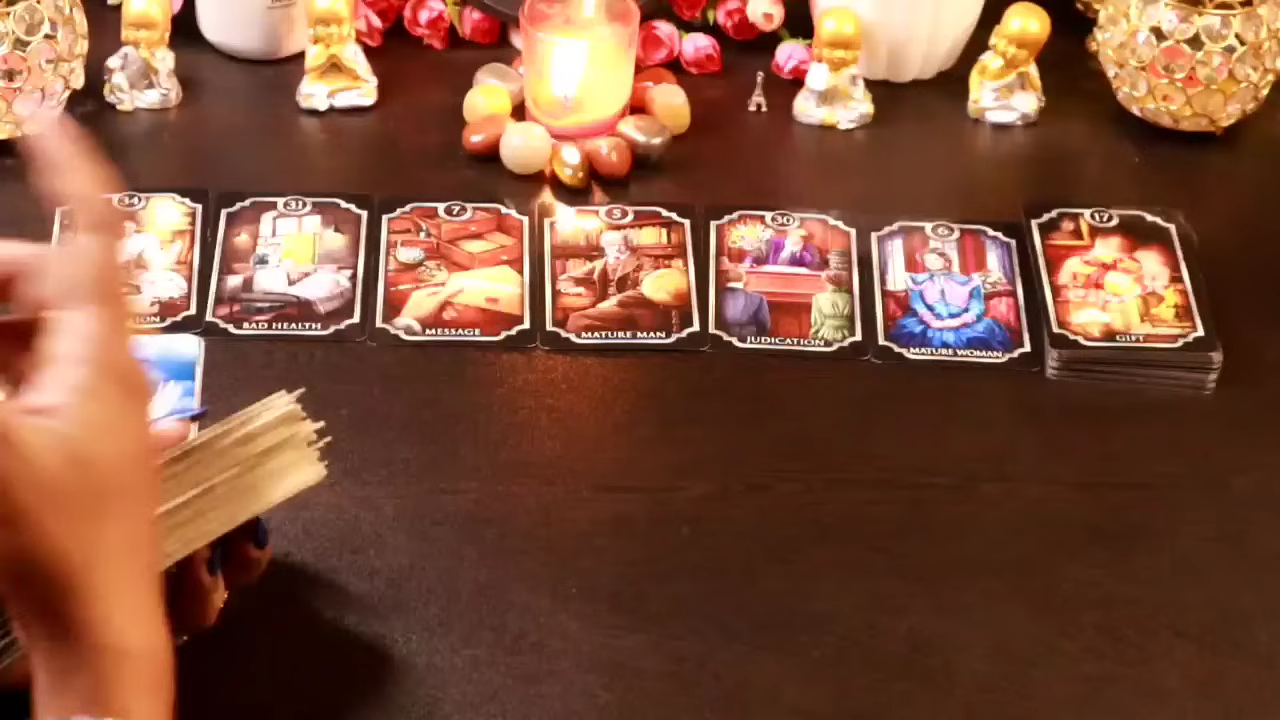 34
31
BAD HEALTH
7
MESSAGE
5
MATURE MAN
30
JUDICATION
6
MATURE WOMAN
17
GIFT